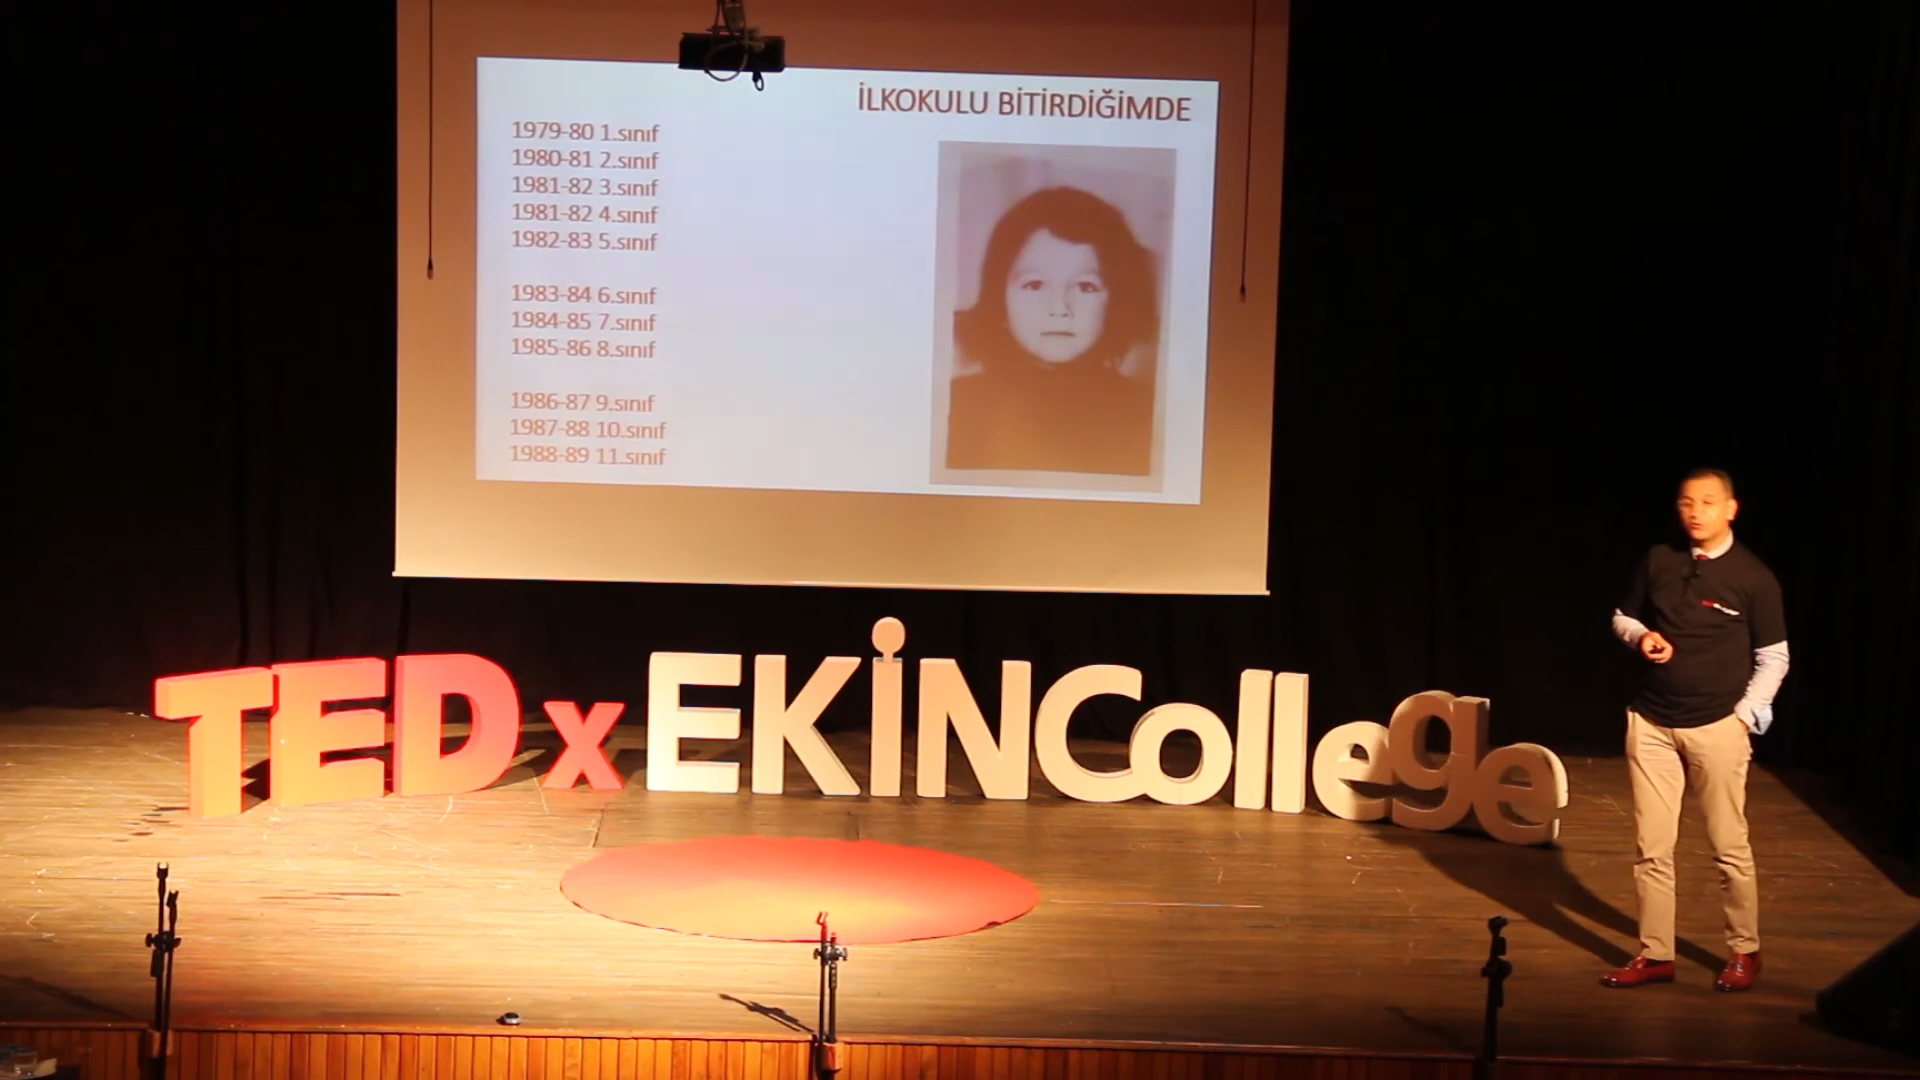 İLKOKULU BİTİRDİĞİMDE
1979-80 1.sınıf
1980-81 2.sınıf
1981-82 3.sınıf
1981-82 4.sınıf
1982-83 5.sınıf
1983-84 6.sınıf
1984-85 7.sınıf
1985-86 8.sınıf
1986-87 9.sınıf
1987-88 10.sınıf
1988-89 11.sınıf
TEDxEKİNCollege